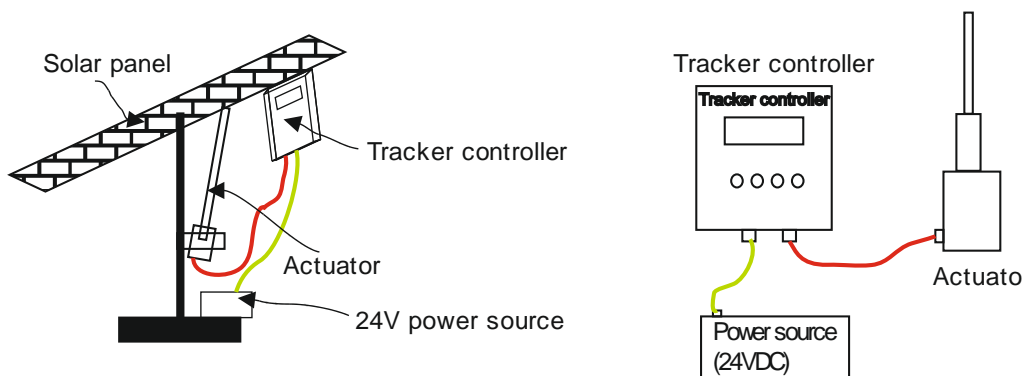 Solar panel
Tracker controller
Actuator
24V power source
Tracker controller
Tracker controller
Actuato
Power source
(24VDC)